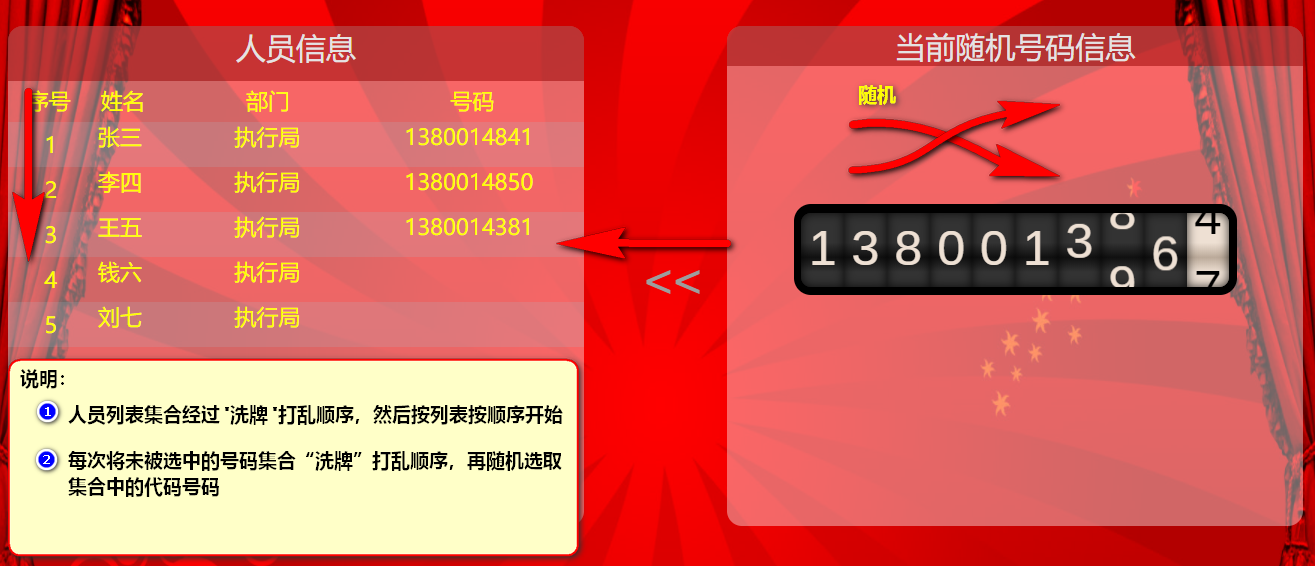 人员信息
序号 姓名 部门 号码
1 张三 执行局 1380014841
2 李四 执行局 1380014850
3 王五 执行局 1380014381
4 钱六 执行局
5 刘七 执行局
说明：
1 人员列表集合经过 "洗牌 "打乱顺序，然后按列表按顺序开始
2 每次将未被选中的号码集合“洗牌”打乱顺序，再随机选取
集合中的代码号码
<<
当前随机号码信息
随机
8 4
1 3 8 0 0 1 3 6
9 7